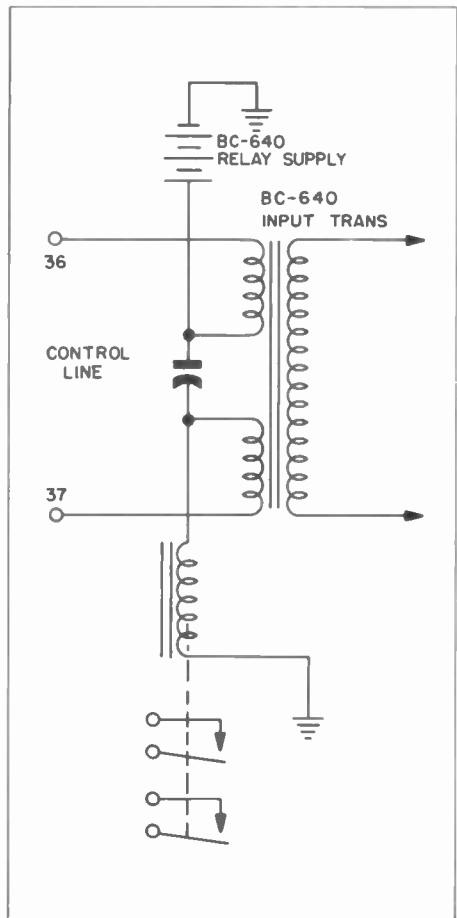 BC-640
RELAY SUPPLY
BC-640
INPUT TRANS
36
CONTROL
LINE
37